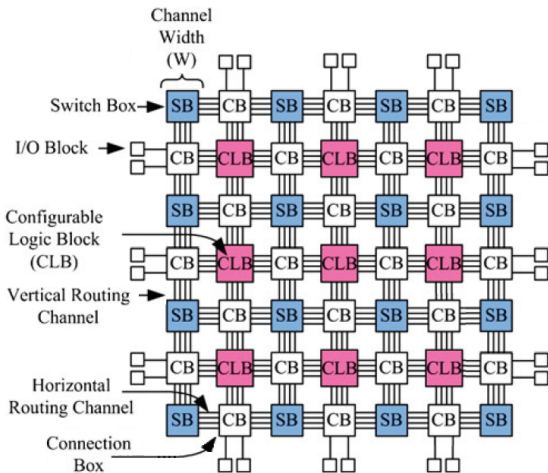 Channel
Width
(W)
Switch Box
SB CB SB CB SB CB SB
I/O Block
CB CLB CB CLB CB CLB CB
SB CB SB CB SB CB SB
Configurable
Logic Block
(CLB)
CB CLB CB CLB CB CLB CB
Vertical Routing
Channel
SB CB SB CB SB CB SB
CB CLB CB CLB CB CLB CB
Horizontal
Routing Channel
SB CB SB CB SB CB SB
Connection
Box